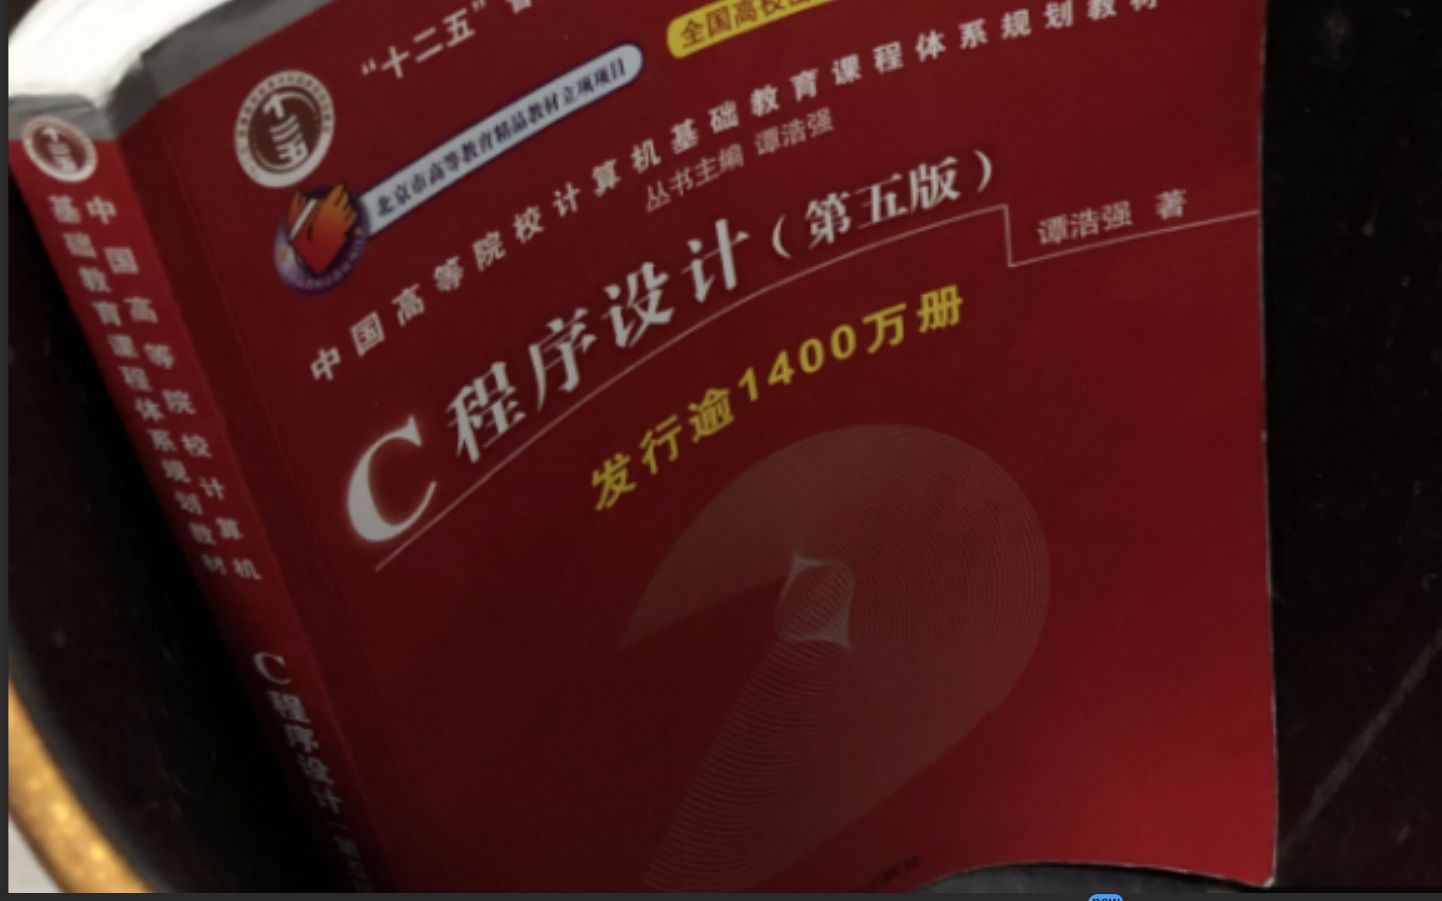 “十二五”
全国高校
北京市高等教育精品教材立项项目
中国高等院校计算机基础教育课程体系规划教材
丛书主编 谭浩强
C程序设计（第五版）
谭浩强 著
发行逾1400万册
中国高等院校计算机
基础教育课程体系规划教材
C程序设计